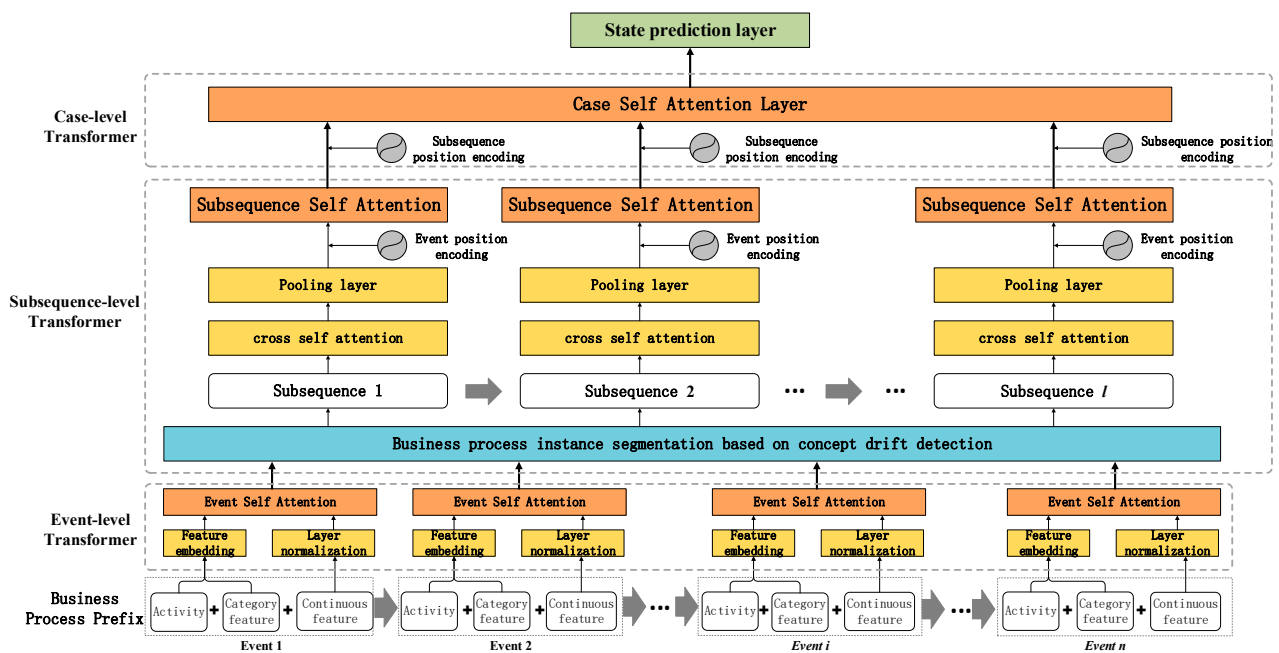 State prediction layer
Case-level
Transformer
Case Self Attention Layer
Subsequence
position encoding
Subsequence
position encoding
Subsequence position
encoding
Subsequence-level
Transformer
Subsequence Self Attention
Subsequence Self Attention
Subsequence Self Attention
Event position
encoding
Event position
encoding
Event position
encoding
Pooling layer
Pooling layer
Pooling layer
cross self attention
cross self attention
cross self attention
Subsequence 1
Subsequence 2
...
...
Subsequence l
Business process instance segmentation based on concept drift detection
Event-level
Transformer
Event Self Attention
Event Self Attention
Event Self Attention
Event Self Attention
Feature
embedding
Layer
normalization
Feature
embedding
Layer
normalization
Feature
embedding
Layer
normalization
Feature
embedding
Layer
normalization
Business
Process Prefix
Activity
+
Category
feature
+
Continuous
feature
Activity
+
Category
feature
+
Continuous
feature
...
Activity
+
Category
feature
+
Continuous
feature
...
Activity
+
Category
feature
+
Continuous
feature
Event 1
Event 2
Event i
Event n